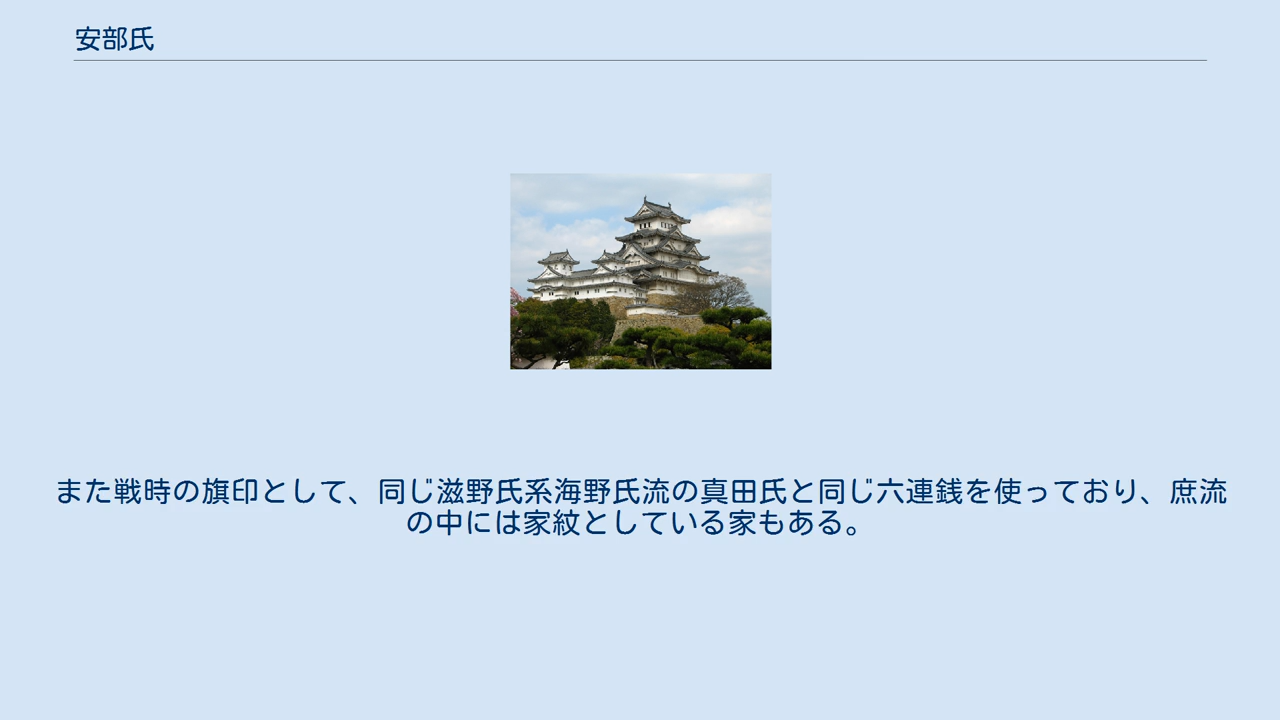 安部氏
また戦時の旗印として、同じ滋野氏系海野氏流の真田氏と同じ六連銭を使っており、庶流
の中には家紋としている家もある。